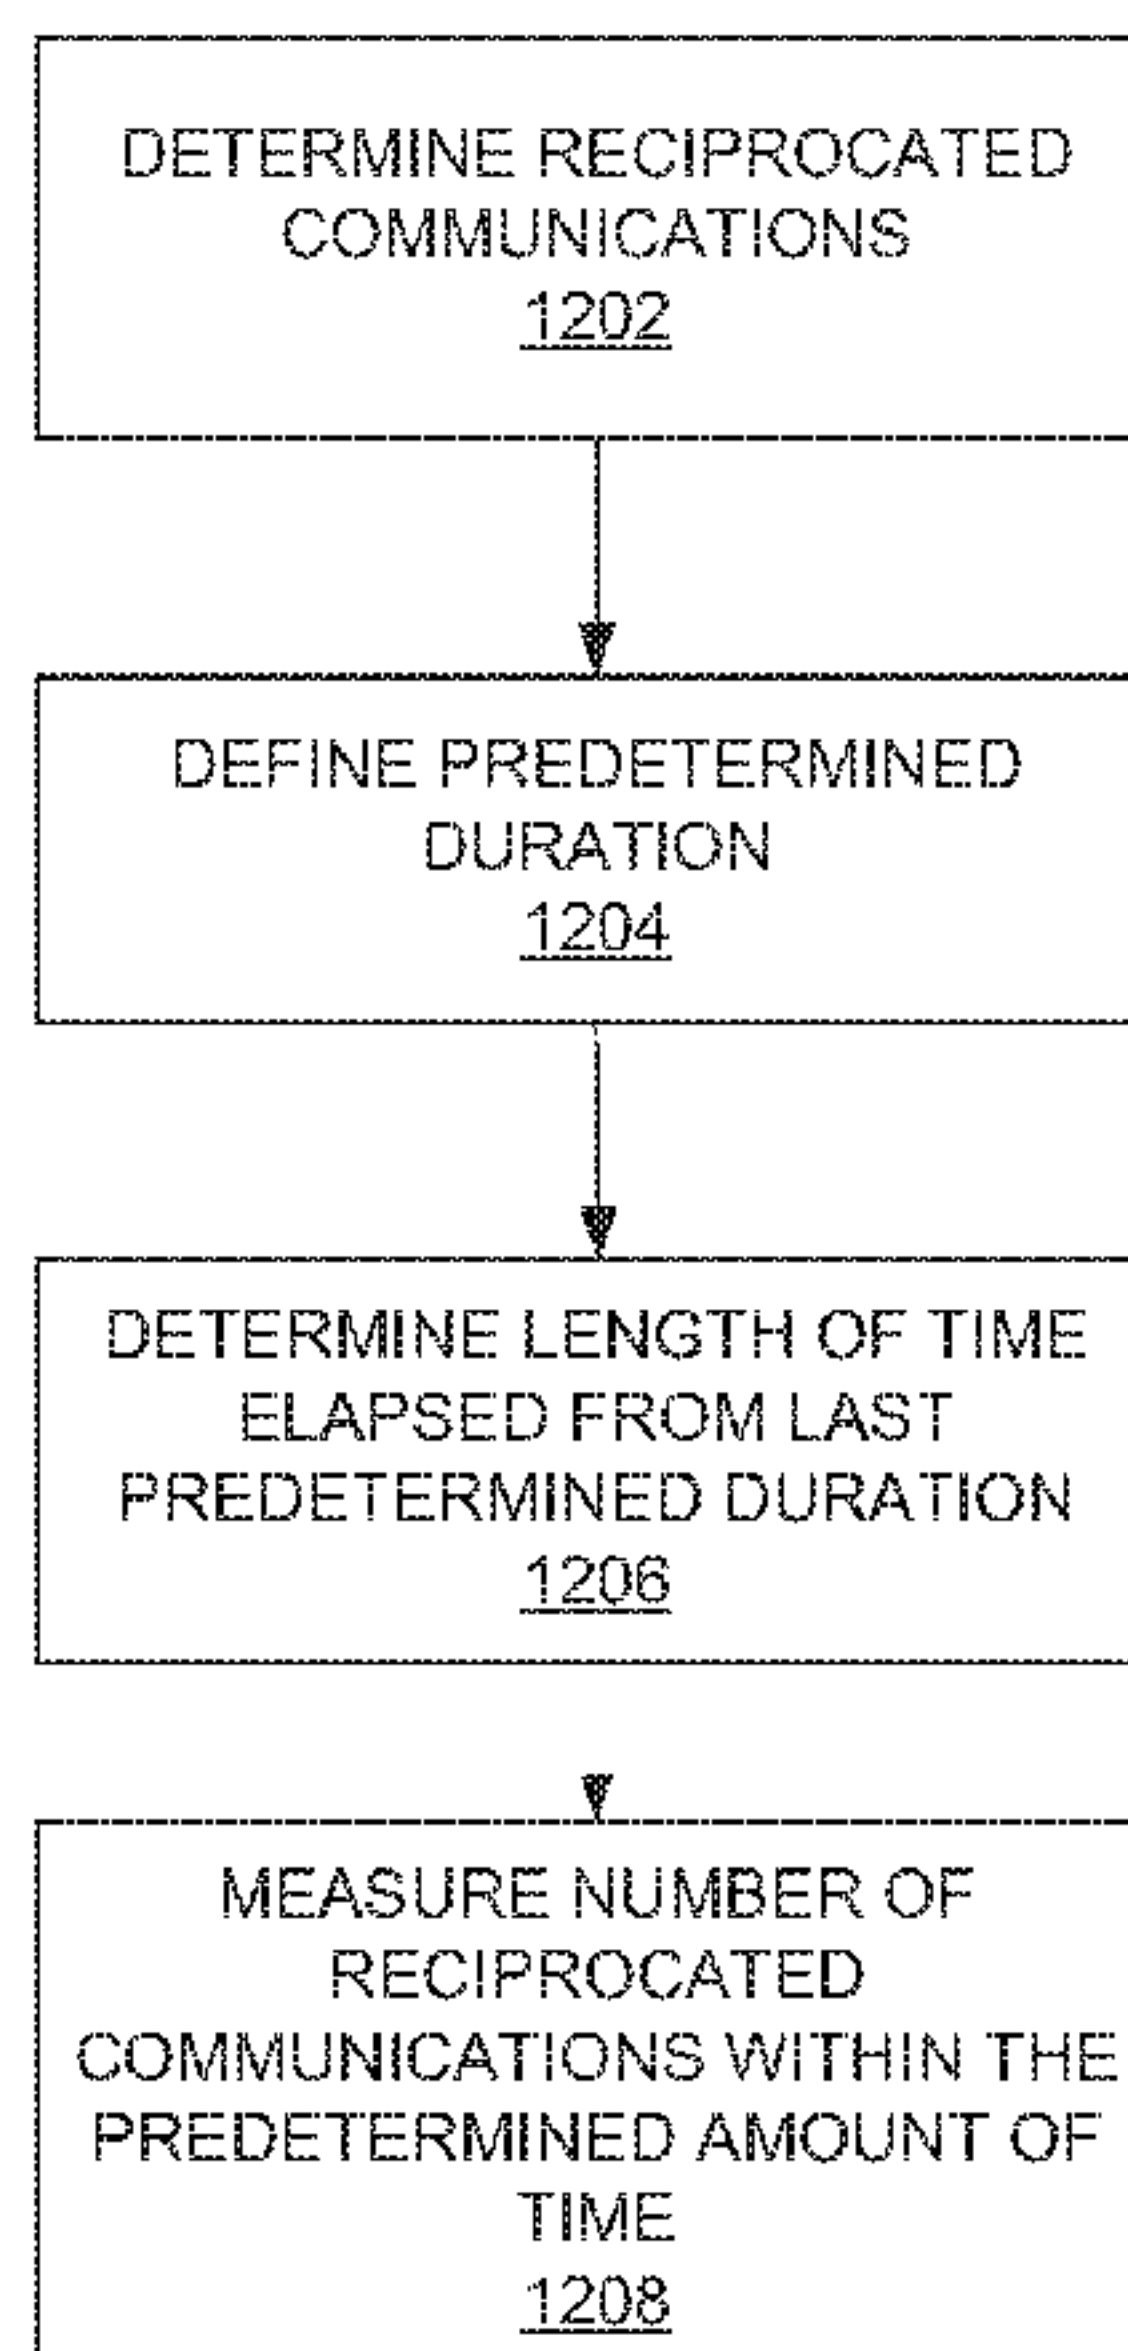 DETERMINE RECIPROCATED
COMMUNICATIONS
1202
DEFINE PREDETERMINED
DURATION
1204
DETERMINE LENGTH OF TIME
ELAPSED FROM LAST
PREDETERMINED DURATION
1206
MEASURE NUMBER OF
RECIPROCATED
COMMUNICATIONS WITHIN THE
PREDETERMINED AMOUNT OF
TIME
1208